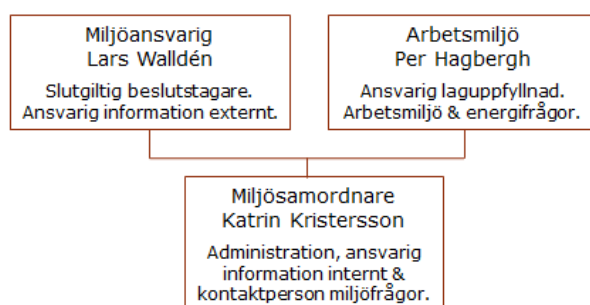 Miljöansvarig
Lars Walldén
Slutgiltig beslutstagare.
Ansvarig information externt.
Arbetsmiljö
Per Hagbergh
Ansvarig laguppfyllnad.
Arbetsmiljö & energifrågor.
Miljösamordnare
Katrin Kristersson
Administration, ansvarig
information internt &
kontaktperson miljöfrågor.